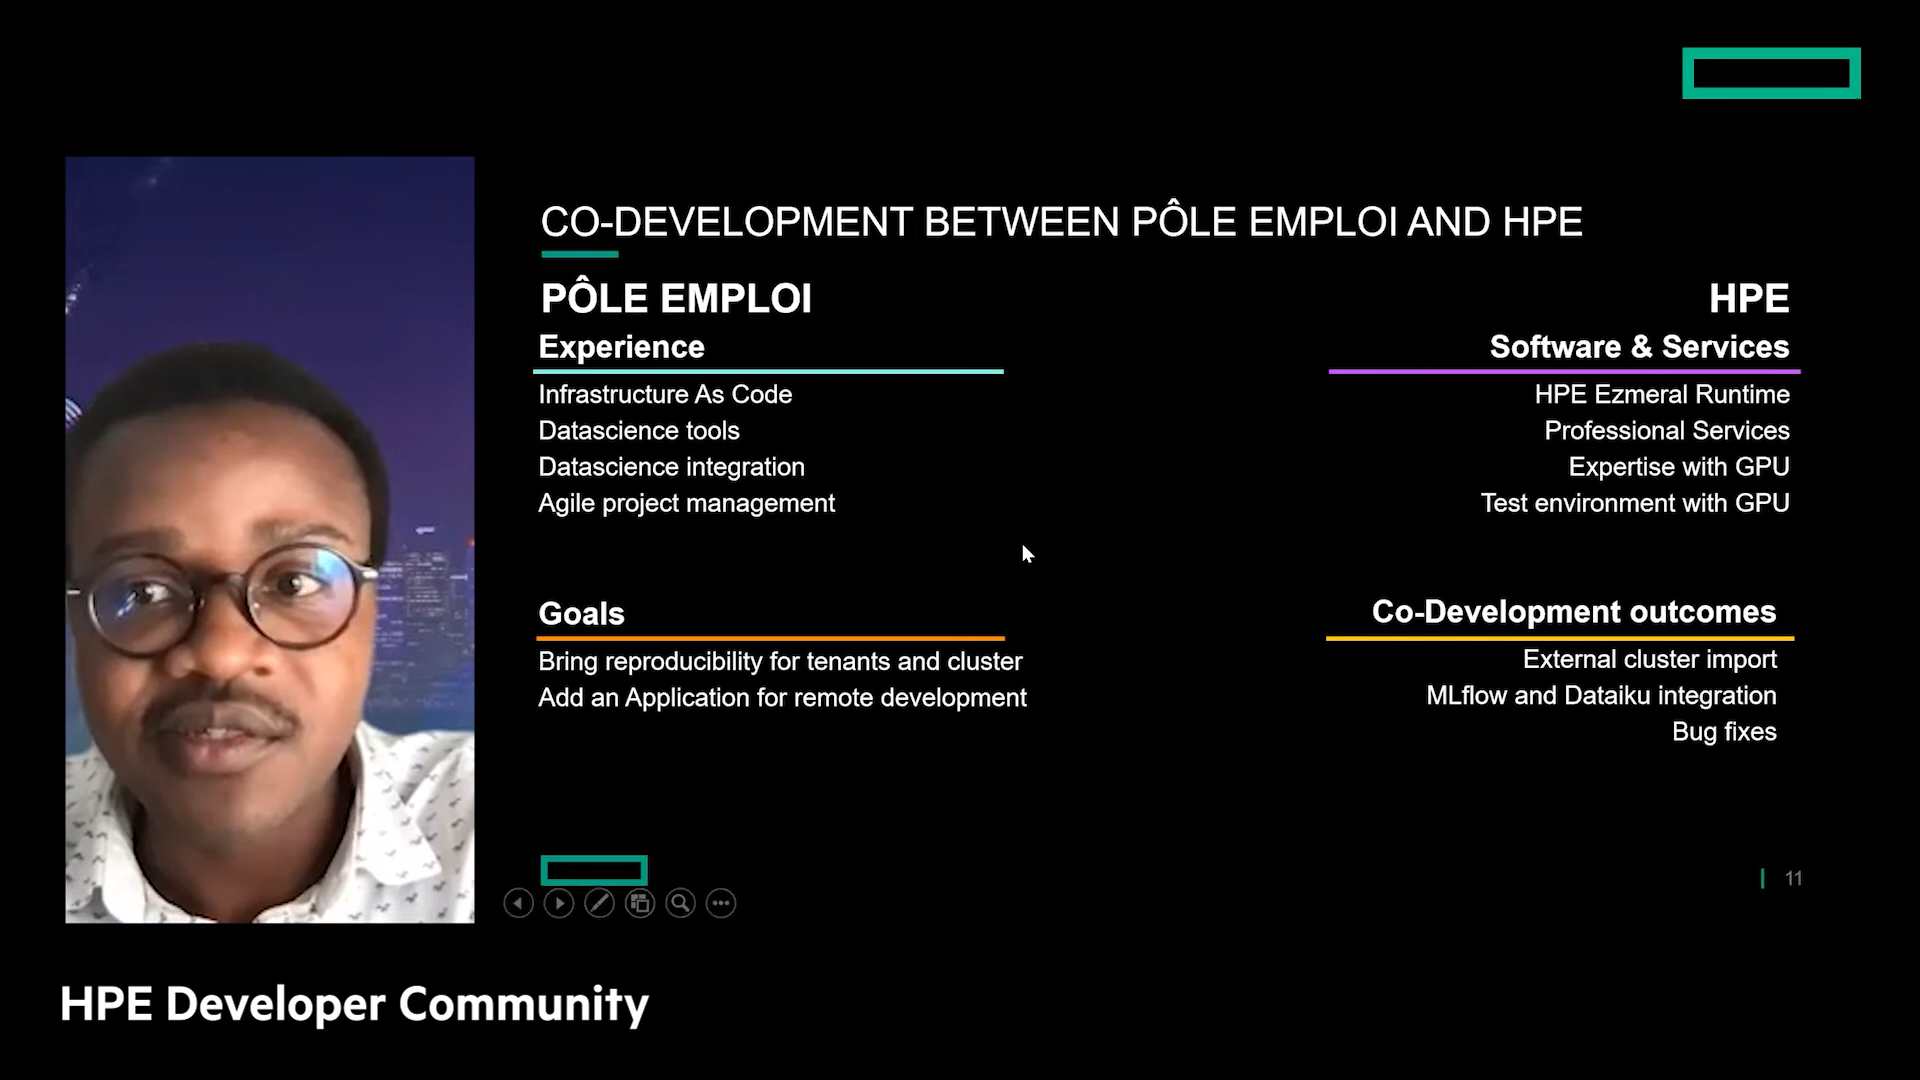 CO-DEVELOPMENT BETWEEN PÔLE EMPLOI AND HPE
PÔLE EMPLOI
Experience
Infrastructure As Code
Datascience tools
Datascience integration
Agile project management
Goals
Bring reproducibility for tenants and cluster
Add an Application for remote development
HPE
Software & Services
HPE Ezmeral Runtime
Professional Services
Expertise with GPU
Test environment with GPU
Co-Development outcomes
External cluster import
MLflow and Dataiku integration
Bug fixes
11
HPE Developer Community